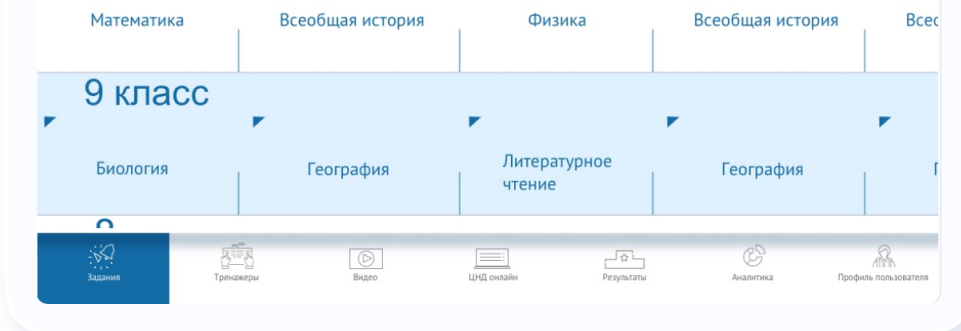 Математика Всеобщая история Физика Всеобщая история Всес
9 класс
Биология География Литературное чтение География
Задания Тренажеры Видео ЦНД онлайн Результаты Аналитика Профиль пользователя